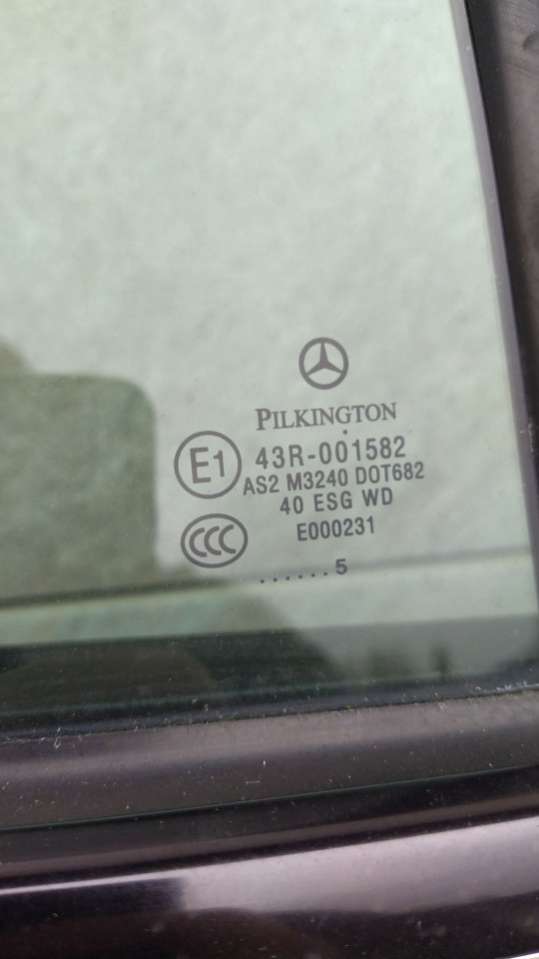 PILKINGTON
E1
43R-001582
AS2 M3240 DOT682
40 ESG WD
E000231
CCC
......5